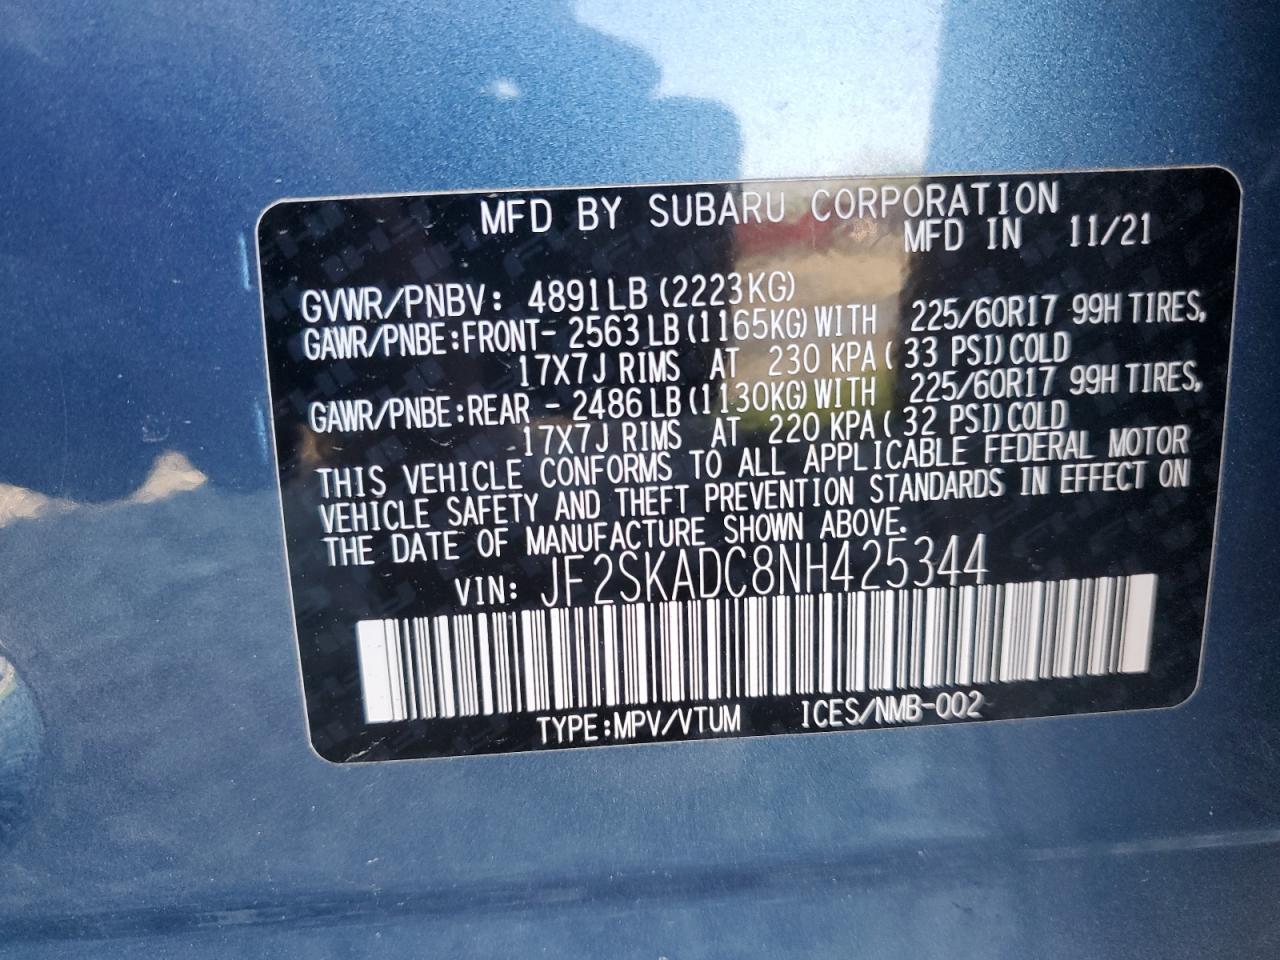 MFD BY SUBARU CORPORATION
MFD IN 11/21
GVWR/PNBV: 4891LB (2223KG)
GAWR/PNBE:FRONT- 2563LB (1165KG) WITH 225/60R17 99H TIRES,
17X7J RIMS AT 230 KPA( 33 PSI) COLD
GAWR/PNBE:REAR - 2486LB (1130KG) WITH 225/60R17 99H TIRES,
17X7J RIMS AT 220 KPA( 32 PSI) COLD
THIS VEHICLE CONFORMS TO ALL APPLICABLE FEDERAL MOTOR
VEHICLE SAFETY AND THEFT PREVENTION STANDARDS IN EFFECT ON
THE DATE OF MANUFACTURE SHOWN ABOVE.
VIN: JF2SKADC8NH425344
TYPE:MPV/VTUM ICES/NMB-002